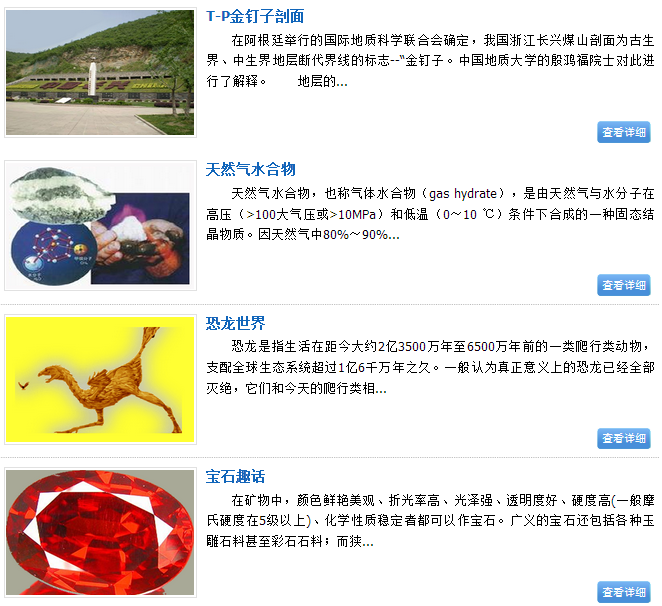 T-P金钉子剖面
在阿根廷举行的国际地质科学联合会确定，我国浙江长兴煤山剖面为古生
界、中生界地层断代界线的标志--“金钉子。中国地质大学的殷鸿福院士对此进
行了解释。 地层的...
查看详细
天然气水合物
天然气水合物，也称气体水合物（gas hydrate），是由天然气与水分子在
高压（>100大气压或>10MPa）和低温（0～10 ℃）条件下合成的一种固态结
晶物质。因天然气中80%～90%...
查看详细
恐龙世界
恐龙是指生活在距今大约2亿3500万年至6500万年前的一类爬行类动物，
支配全球生态系统超过1亿6千万年之久。一般认为真正意义上的恐龙已经全部
灭绝，它们和今天的爬行类相...
查看详细
宝石趣话
在矿物中，颜色鲜艳美观、折光率高、光泽强、透明度好、硬度高(一般摩
氏硬度在5级以上)、化学性质稳定者都可以作宝石。广义的宝石还包括各种玉
雕石料甚至彩石石料；而狭...
查看详细